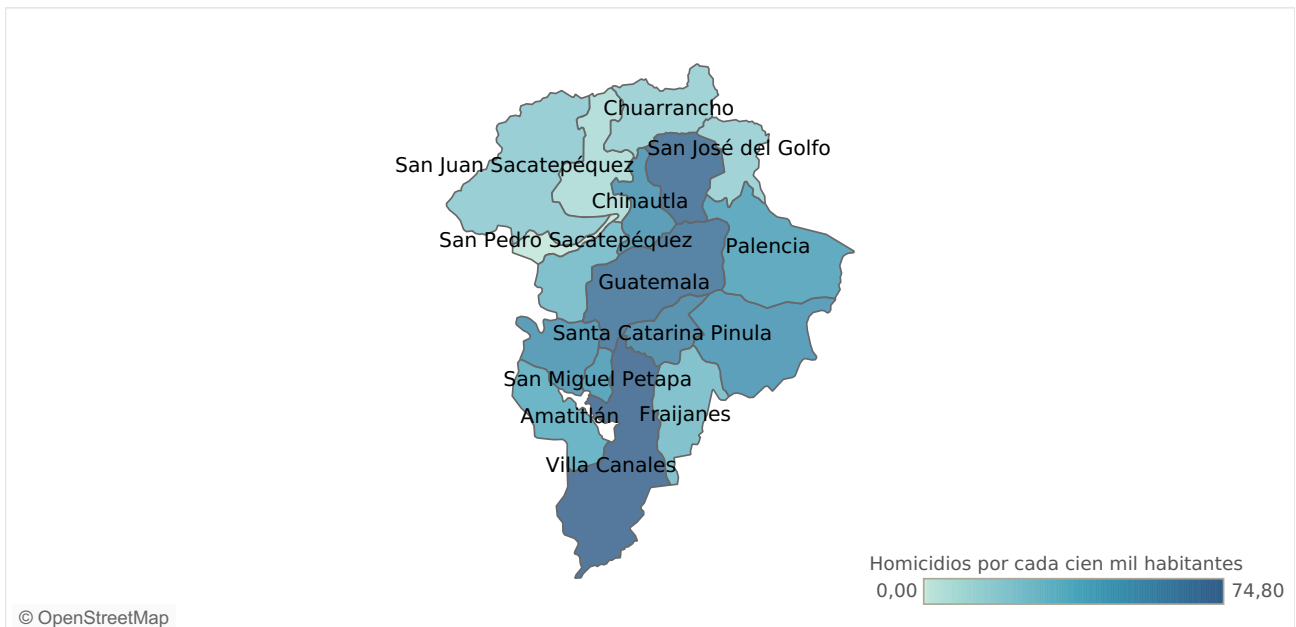 Chuarrancho
San José del Golfo
San Juan Sacatepéquez
Chinautla
San Pedro Sacatepéquez
Palencia
Guatemala
Santa Catarina Pinula
San Miguel Petapa
Amatitlán
Fraijanes
Villa Canales
Homicidios por cada cien mil habitantes
0,00
74,80
© OpenStreetMap